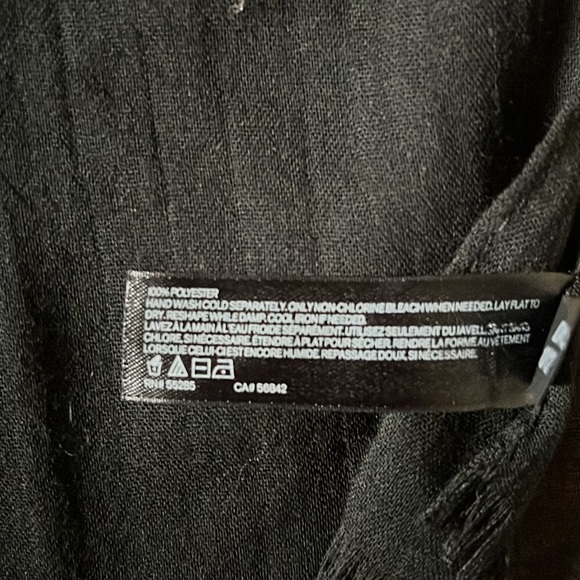 100% POLYESTER
HAND WASH COLD SEPARATELY. ONLY NON-CHLORINE BLEACH WHEN NEEDED. LAY FLAT TO
DRY. RESHAPE WHILE DAMP. COOL IRON IF NEEDED.
LAVEZ À LA MAIN À L'EAU FROIDE SÉPARÉMENT. UTILISEZ SEULEMENT DU JAVELL. SANS
CHLORE, SI NÉCESSAIRE. ÉTENDRE À PLAT POUR SÉCHER. RENDRE LA FORME AU VÊTEMENT
LORSQUE CELUI-CI EST ENCORE HUMIDE. REPASSAGE DOUX, SI NÉCESSAIRE.
RN# 55285 CA# 56842